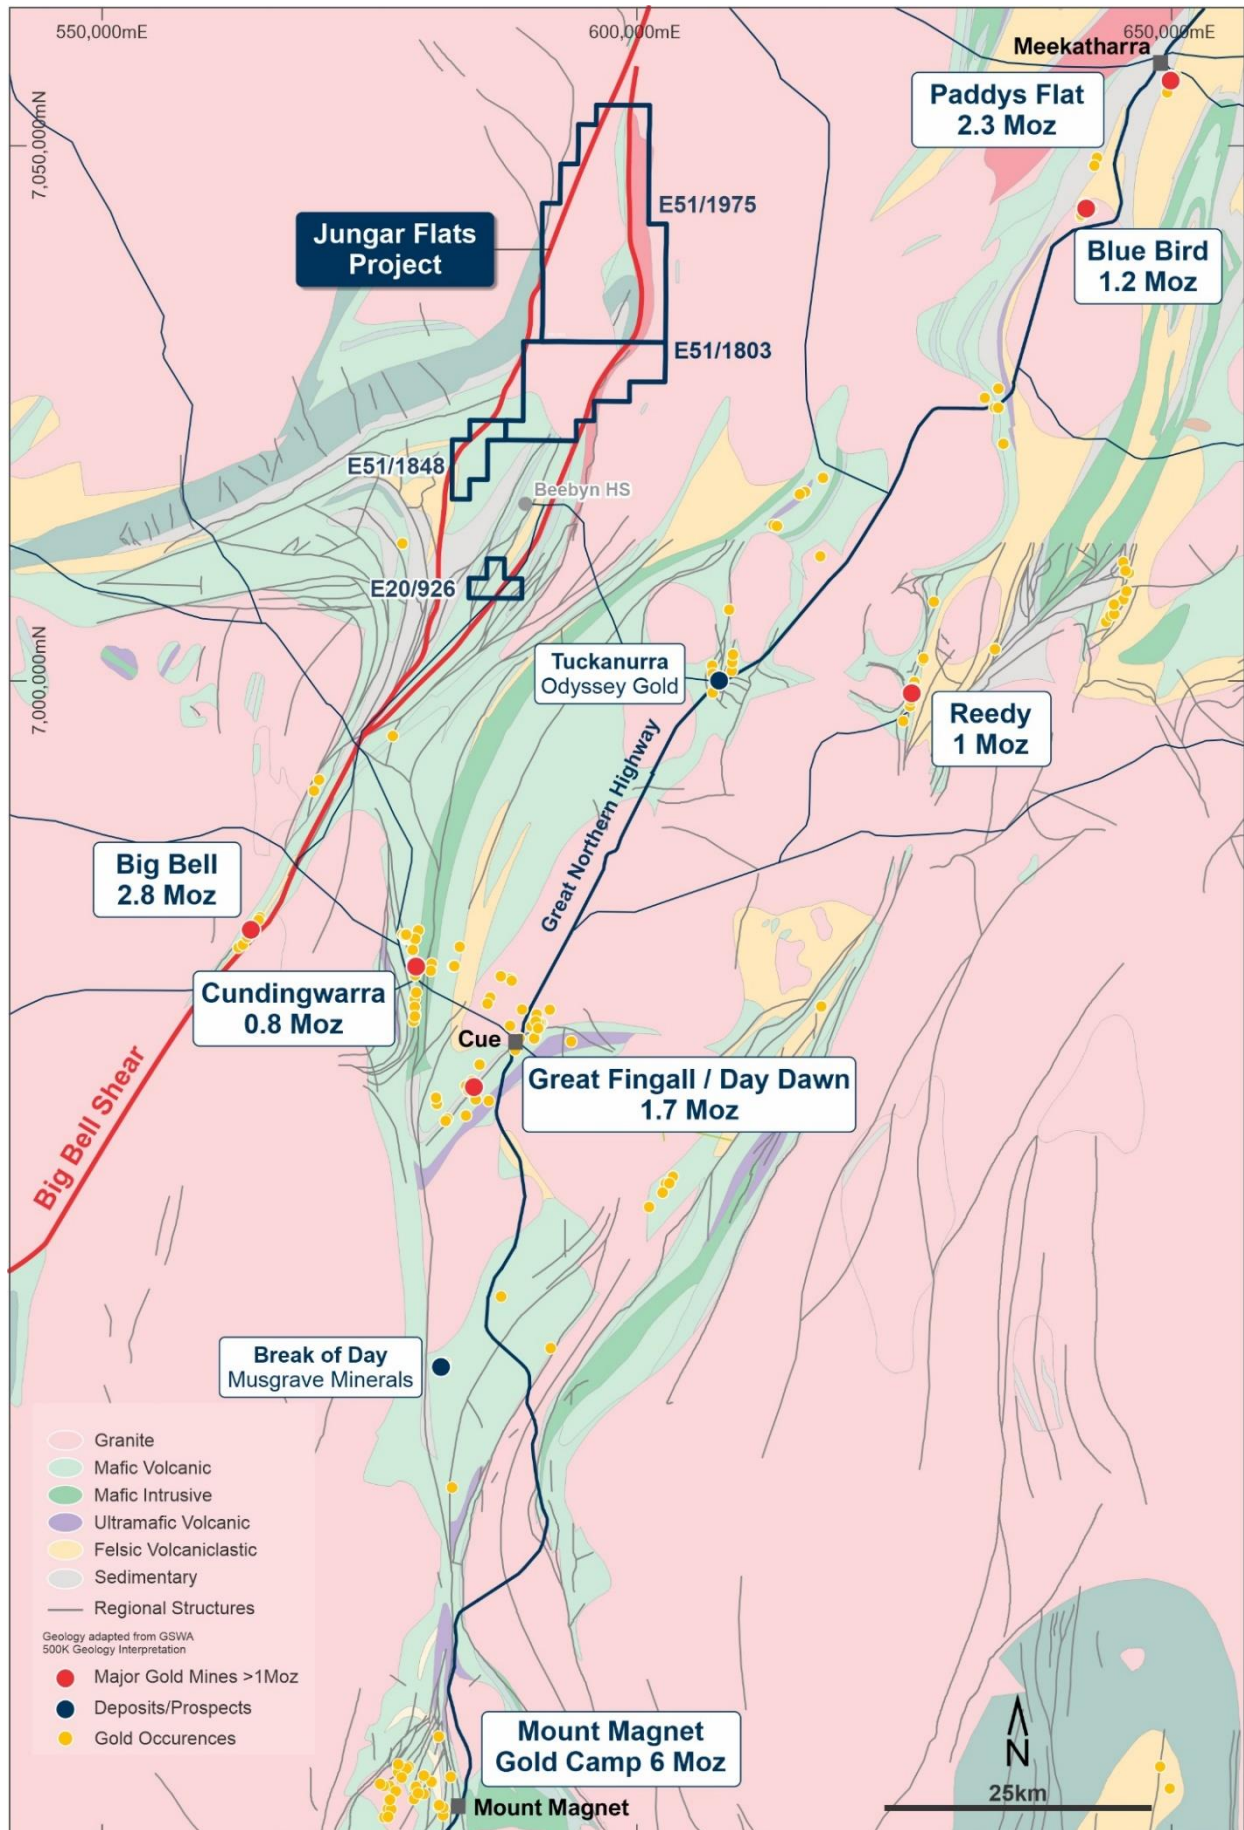 550,000mE
600,000mE
650,000mE
Meekatharra
Paddys Flat
2.3 Moz
7,050,000mN
E51/1975
Jungar Flats
Project
Blue Bird
1.2 Moz
E51/1803
E51/1848
Beebyn HS
E20/926
Tuckanurra
Odyssey Gold
7,000,000mN
Reedy
1 Moz
Great Northern Highway
Big Bell
2.8 Moz
Cundingwarra
0.8 Moz
Cue
Great Fingall / Day Dawn
1.7 Moz
Big Bell Shear
Break of Day
Musgrave Minerals
Granite
Mafic Volcanic
Mafic Intrusive
Ultramafic Volcanic
Felsic Volcaniclastic
Sedimentary
Regional Structures
Geology adapted from GSWA
500K Geology Interpretation
Major Gold Mines >1Moz
Deposits/Prospects
Gold Occurences
Mount Magnet
Gold Camp 6 Moz
Mount Magnet
N
25km